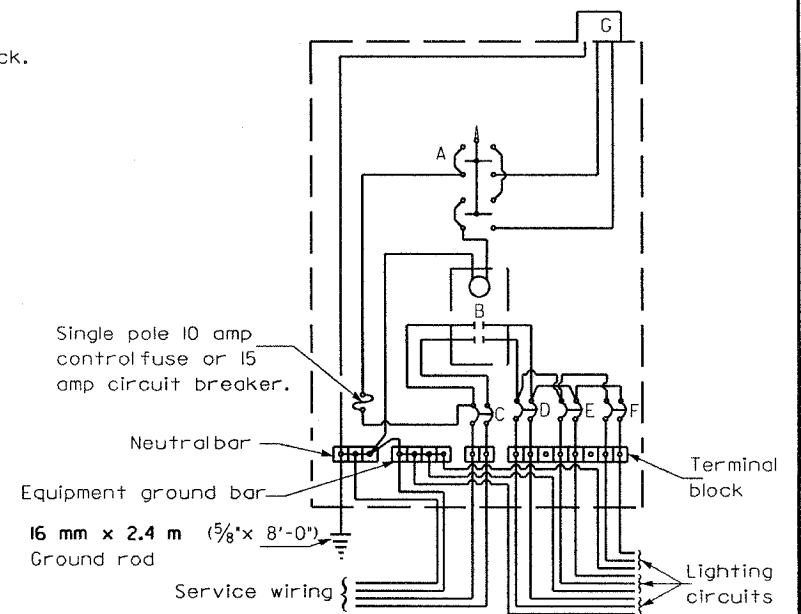 ck.
G
A
B
Single pole 10 amp
control fuse or 15
amp circuit breaker.
C
D
E
F
Neutral bar
Equipment ground bar
Terminal
block
16 mm x 2.4 m (5/8"x 8'-0")
Ground rod
Service wiring
Lighting
circuits